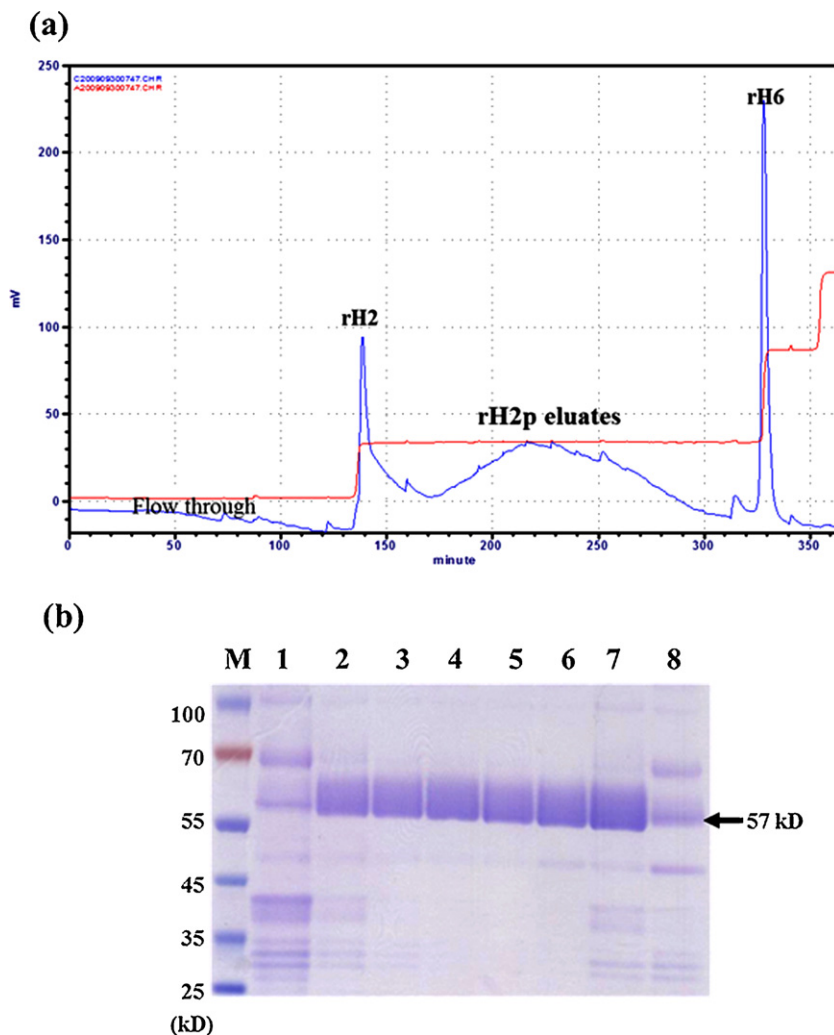 (a)
250
C200909300747.CHR
A200909300747.CHR
rH6
200
150
mV
100
rH2
50
rH2p eluates
0
Flow through
0 50 100 150 200 250 300 350
minute
(b)
M 1 2 3 4 5 6 7 8
100
70
55
57 kD
45
35
25
(kD)